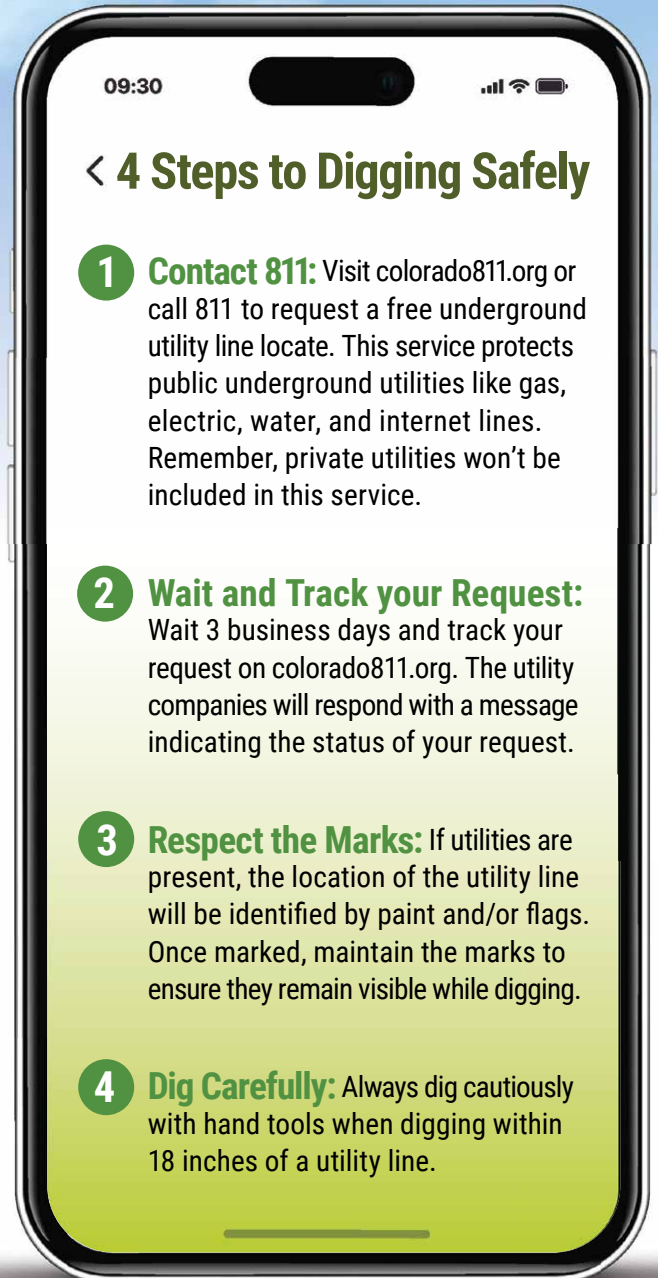 09:30
< 4 Steps to Digging Safely
1 Contact 811: Visit colorado811.org or
call 811 to request a free underground
utility line locate. This service protects
public underground utilities like gas,
electric, water, and internet lines.
Remember, private utilities won't be
included in this service.
2 Wait and Track your Request:
Wait 3 business days and track your
request on colorado811.org. The utility
companies will respond with a message
indicating the status of your request.
3 Respect the Marks: If utilities are
present, the location of the utility line
will be identified by paint and/or flags.
Once marked, maintain the marks to
ensure they remain visible while digging.
4 Dig Carefully: Always dig cautiously
with hand tools when digging within
18 inches of a utility line.